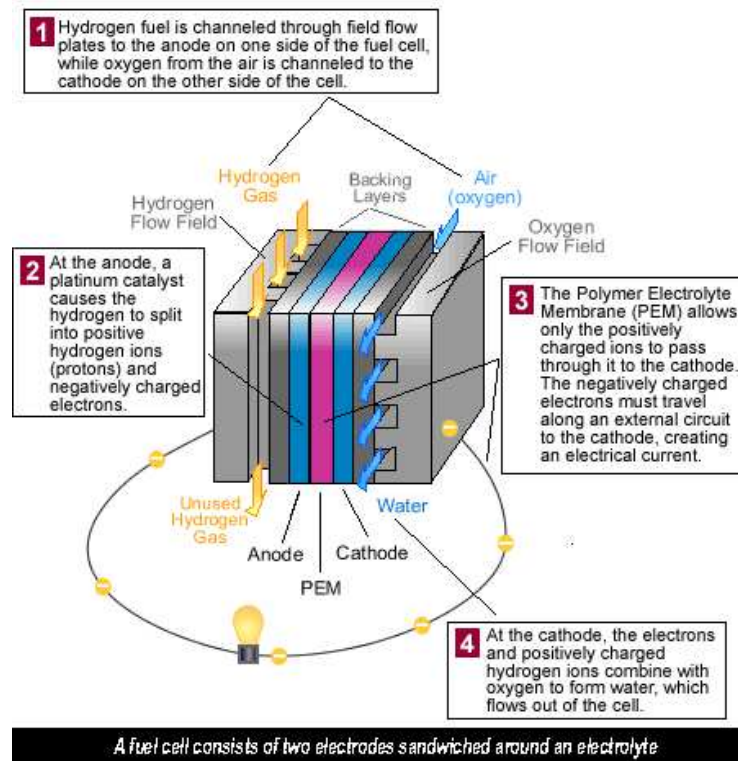 1 Hydrogen fuel is channeled through field flow
plates to the anode on one side of the fuel cell,
while oxygen from the air is channeled to the
cathode on the other side of the cell.
Hydrogen
Gas
Hydrogen
Flow Field
Backing
Layers
Air
(oxygen)
Oxygen
Flow Field
2 At the anode, a
platinum catalyst
causes the
hydrogen to split
into positive
hydrogen ions
(protons) and
negatively charged
electrons.
3 The Polymer Electrolyte
Membrane (PEM) allows
only the positively
charged ions to pass
through it to the cathode.
The negatively charged
electrons must travel
along an external circuit
to the cathode, creating
an electrical current.
Unused
Hydrogen
Gas
Anode
PEM
Cathode
Water
4 At the cathode, the electrons
and positively charged
hydrogen ions combine with
oxygen to form water, which
flows out of the cell.
A fuel cell consists of two electrodes sandwiched around an electrolyte